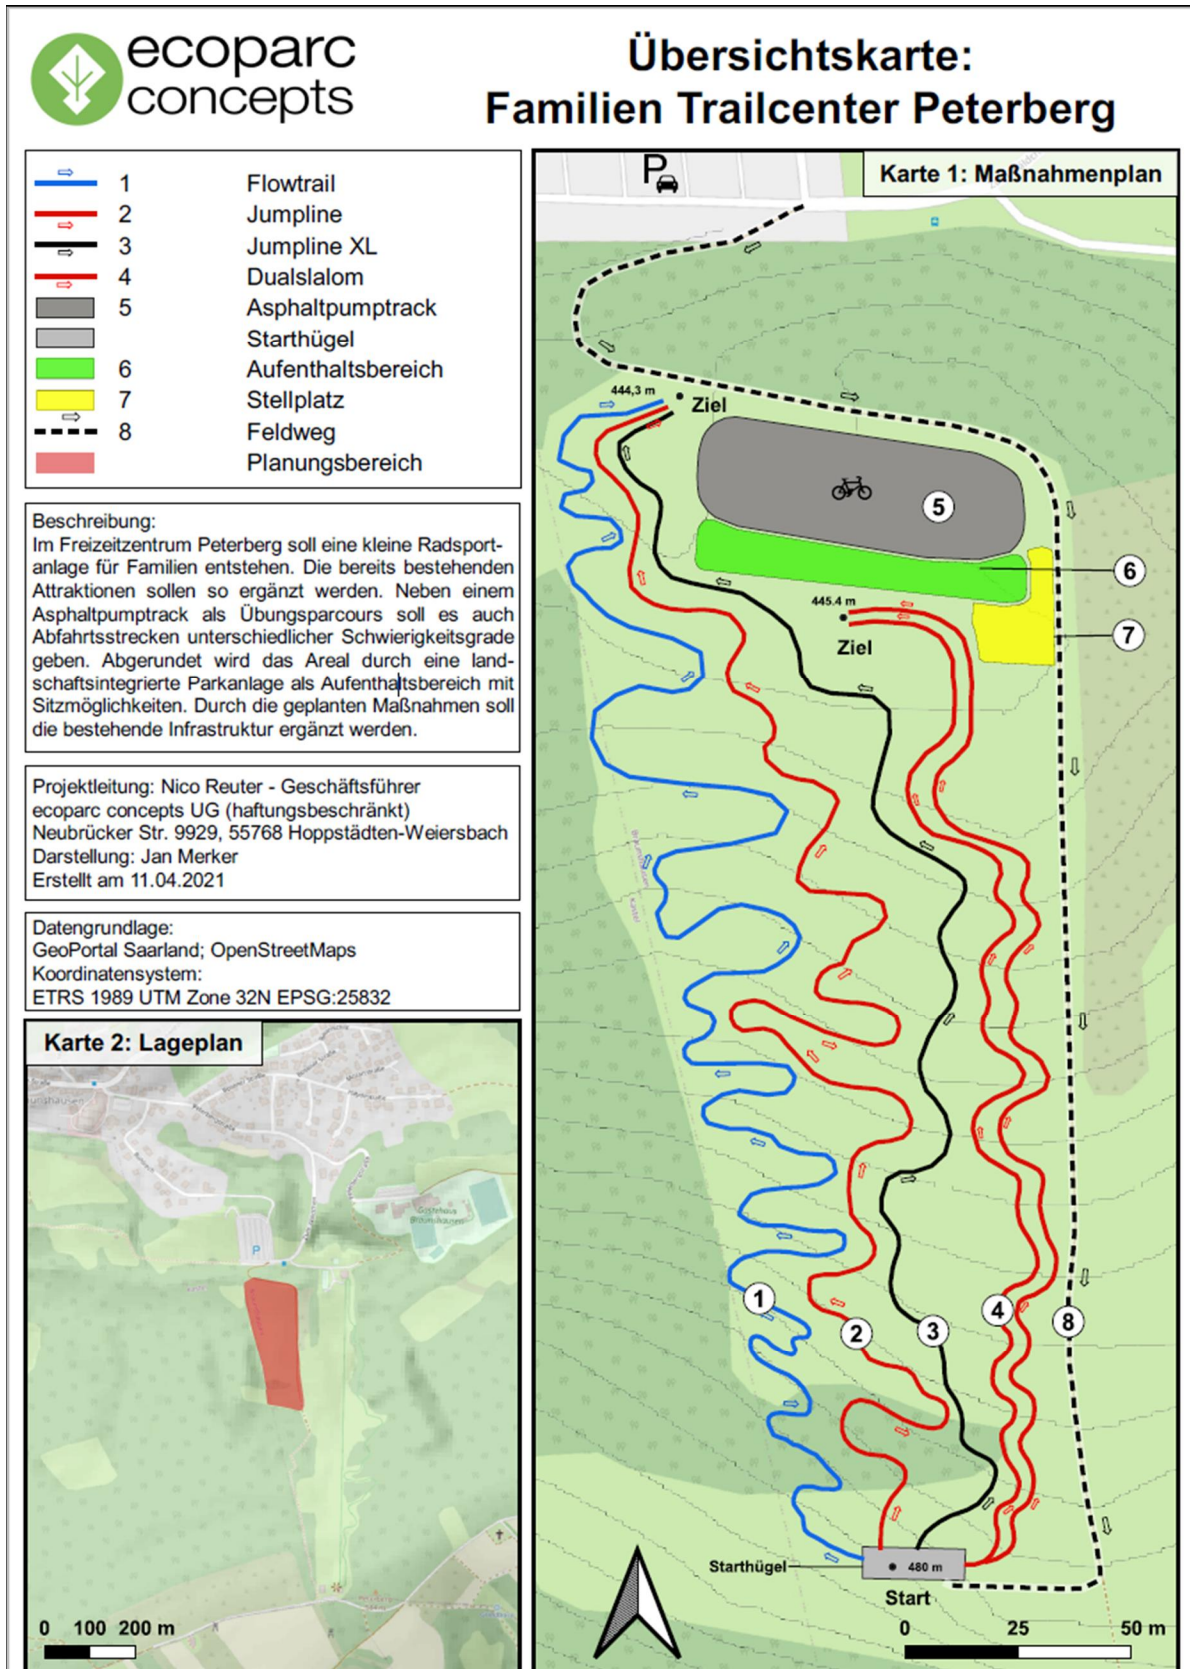 ecoparc
concepts
Übersichtskarte:
Familien Trailcenter Peterberg
1 Flowtrail
2 Jumpline
3 Jumpline XL
4 Dualslalom
5 Asphaltpumptrack
Starthügel
6 Aufenthaltsbereich
7 Stellplatz
8 Feldweg
Planungsbereich
Beschreibung:
Im Freizeitzentrum Peterberg soll eine kleine Radsport-
anlage für Familien entstehen. Die bereits bestehenden
Attraktionen sollen so ergänzt werden. Neben einem
Asphaltpumptrack als Übungsparcours soll es auch
Abfahrtsstrecken unterschiedlicher Schwierigkeitsgrade
geben. Abgerundet wird das Areal durch eine land-
schaftsintegrierte Parkanlage als Aufenthaltsbereich mit
Sitzmöglichkeiten. Durch die geplanten Maßnahmen soll
die bestehende Infrastruktur ergänzt werden.
Projektleitung: Nico Reuter - Geschäftsführer
ecoparc concepts UG (haftungsbeschränkt)
Neubrücker Str. 9929, 55768 Hoppstädten-Weiersbach
Darstellung: Jan Merker
Erstellt am 11.04.2021
Datengrundlage:
GeoPortal Saarland; OpenStreetMaps
Koordinatensystem:
ETRS 1989 UTM Zone 32N EPSG:25832
Karte 2: Lageplan
P
Gästehaus
Braunshausen
0 100 200 m
Karte 1: Maßnahmenplan
P
444,3 m
Ziel
5
6
445.4 m
7
Ziel
Braunshausen
Kastel
1
2
3
4
8
Starthügel
480 m
Start
0 25 50 m